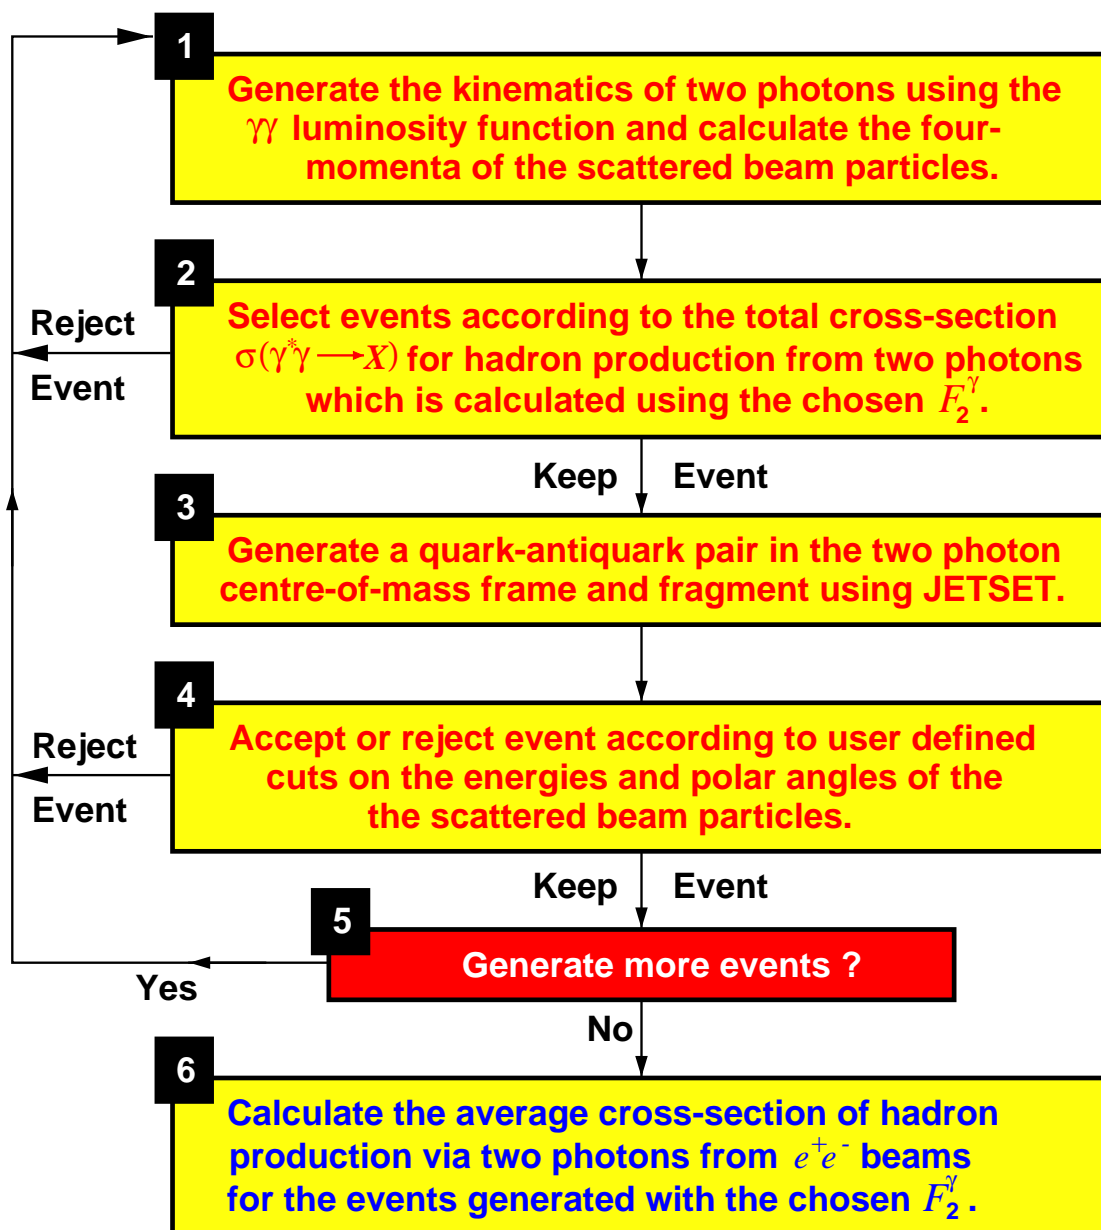 1
Generate the kinematics of two photons using the
γγ luminosity function and calculate the four-
momenta of the scattered beam particles.
2
Reject
Event
Select events according to the total cross-section
σ(γ*γ → X) for hadron production from two photons
which is calculated using the chosen F₂^γ.
Keep Event
3
Generate a quark-antiquark pair in the two photon
centre-of-mass frame and fragment using JETSET.
4
Reject
Event
Accept or reject event according to user defined
cuts on the energies and polar angles of the
the scattered beam particles.
Keep Event
5
Generate more events ?
Yes
No
6
Calculate the average cross-section of hadron
production via two photons from e⁺e⁻ beams
for the events generated with the chosen F₂^γ.